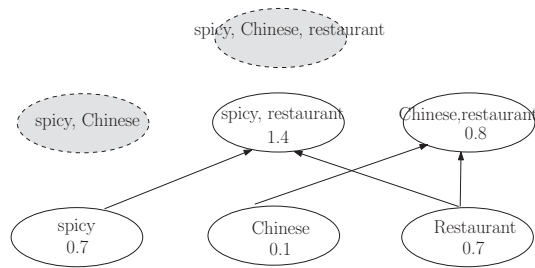 spicy, Chinese, restaurant
spicy, Chinese
spicy, restaurant
1.4
Chinese,restaurant
0.8
spicy
0.7
Chinese
0.1
Restaurant
0.7